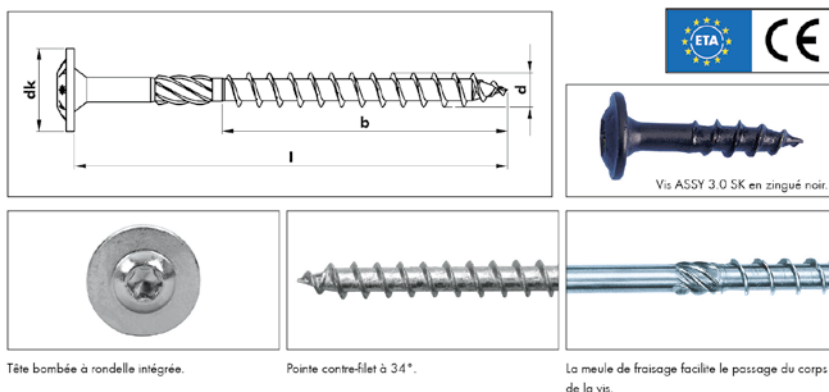 ETA
CE
dk
d
b
l
Vis ASSY 3.0 SK en zingué noir.
Tête bombée à rondelle intégrée.
Pointe contre-filet à 34°.
La meule de fraisage facilite le passage du corps
de la vis.